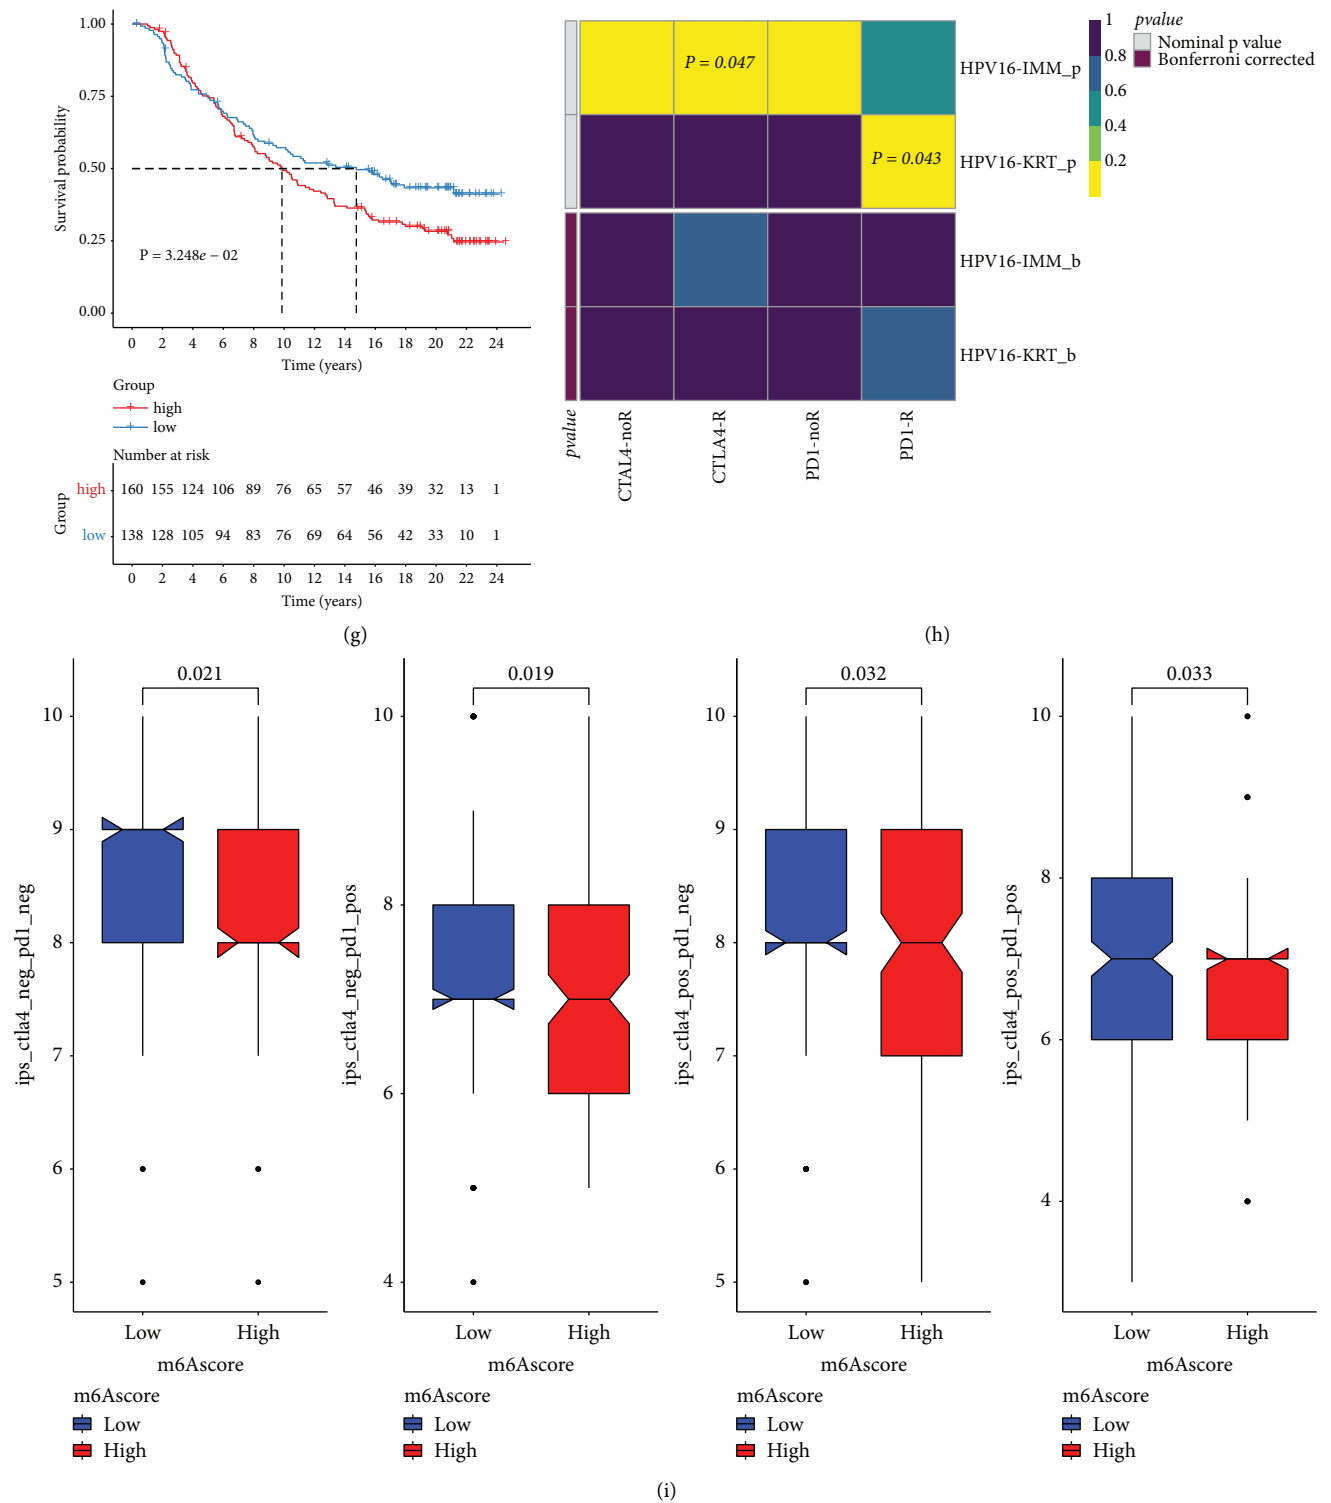 1.00
0.75
0.50
0.25
0.00
Survival probability
P = 3.248e − 02
0 2 4 6 8 10 12 14 16 18 20 22 24
Time (years)
Group
high
low
Number at risk
Group
high 160 155 124 106 89 76 65 57 46 39 32 13 1
low 138 128 105 94 83 76 69 64 56 42 33 10 1
0 2 4 6 8 10 12 14 16 18 20 22 24
Time (years)
(g)
P = 0.047
P = 0.043
HPV16-IMM_p
HPV16-KRT_p
HPV16-IMM_b
HPV16-KRT_b
pvalue
CTAL4-noR
CTLA4-R
PD1-noR
PD1-R
1
0.8
0.6
0.4
0.2
pvalue
Nominal p value
Bonferroni corrected
(h)
0.021
10
9
8
7
6
5
ips_ctla4_neg_pd1_neg
Low High
m6Ascore
m6Ascore
Low
High
0.019
10
8
6
4
ips_ctla4_neg_pd1_pos
Low High
m6Ascore
m6Ascore
Low
High
0.032
10
9
8
7
6
5
ips_ctla4_pos_pd1_neg
Low High
m6Ascore
m6Ascore
Low
High
0.033
10
8
6
4
ips_ctla4_pos_pd1_pos
Low High
m6Ascore
m6Ascore
Low
High
(i)